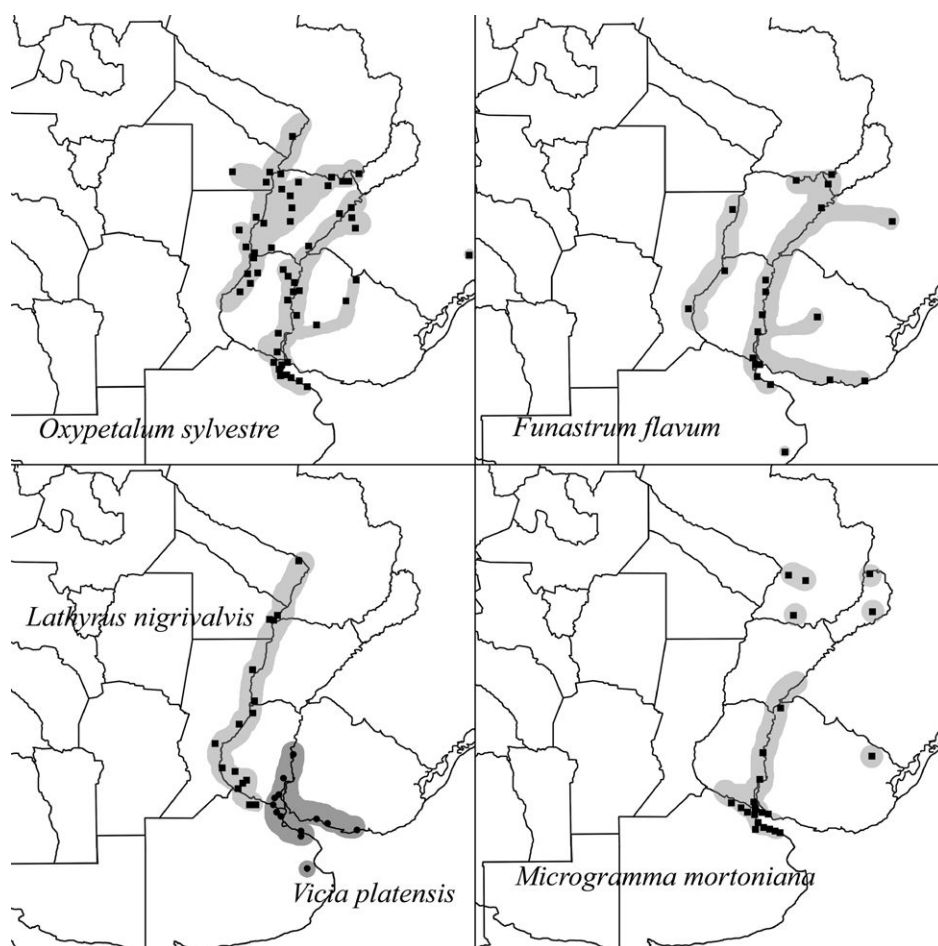 Oxypetalum sylvestre
Funastrum flavum
Lathyrus nigrivalvis
Vicia platensis
Microgramma mortoniana